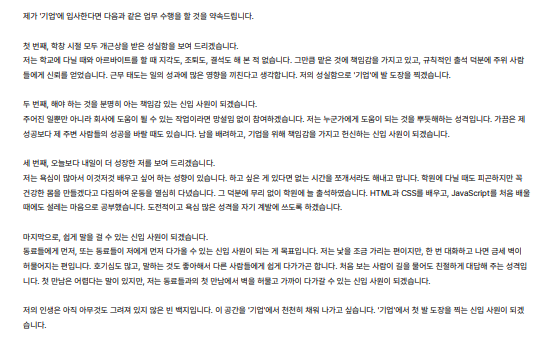 제가 '기업'에 입사한다면 다음과 같은 업무 수행을 할 것을 약속드립니다.
첫 번째, 학창 시절 모두 개근상을 받은 성실함을 보여 드리겠습니다.
저는 학교에 다닐 때와 아르바이트를 할 때 지각도, 조퇴도, 결석도 해 본 적 없습니다. 그만큼 맡은 것에 책임감을 가지고 있고, 규칙적인 출석 덕분에 주위 사람
들에게 신뢰를 얻었습니다. 근무 태도는 일의 성과에 많은 영향을 끼친다고 생각합니다. 저의 성실함으로 '기업'에 발 도장을 찍겠습니다.
두 번째, 해야 하는 것을 분명히 아는 책임감 있는 신입 사원이 되겠습니다.
주어진 일뿐만 아니라 회사에 도움이 될 수 있는 작업이라면 망설임 없이 참여하겠습니다. 저는 누군가에게 도움이 되는 것을 뿌듯해하는 성격입니다. 가끔은 제
성공보다 제 주변 사람들의 성공을 바랄 때도 있습니다. 남을 배려하고, 기업을 위해 책임감을 가지고 헌신하는 신입 사원이 되겠습니다.
세 번째, 오늘보다 내일이 더 성장한 저를 보여 드리겠습니다.
저는 욕심이 많아서 이것저것 배우고 싶어 하는 성향이 있습니다. 하고 싶은 게 있다면 없는 시간을 쪼개서라도 해내고 맙니다. 학원에 다닐 때도 피곤하지만 꼭
건강한 몸을 만들겠다고 다짐하여 운동을 열심히 다녔습니다. 그 덕분에 무리 없이 학원에 늘 출석하였습니다. HTML과 CSS를 배우고, JavaScript를 처음 배울
때에도 설레는 마음으로 공부했습니다. 도전적이고 욕심 많은 성격을 자기 계발에 쓰도록 하겠습니다.
마지막으로, 쉽게 말을 걸 수 있는 신입 사원이 되겠습니다.
동료들에게 먼저, 또는 동료들이 저에게 먼저 다가올 수 있는 신입 사원이 되는 게 목표입니다. 저는 낯을 조금 가리는 편이지만, 한 번 대화하고 나면 금세 벽이
허물어지는 편입니다. 호기심도 많고, 말하는 것도 좋아해서 다른 사람들에게 쉽게 다가가곤 합니다. 처음 보는 사람이 길을 물어도 친절하게 대답해 주는 성격입
니다. 첫 만남은 어렵다는 말이 있지만, 저는 동료들과의 첫 만남에서 벽을 허물고 가까이 다가갈 수 있는 신입 사원이 되겠습니다.
저의 인생은 아직 아무것도 그려져 있지 않은 빈 백지입니다. 이 공간을 '기업'에서 천천히 채워 나가고 싶습니다. '기업'에서 첫 발 도장을 찍는 신입 사원이 되겠
습니다.